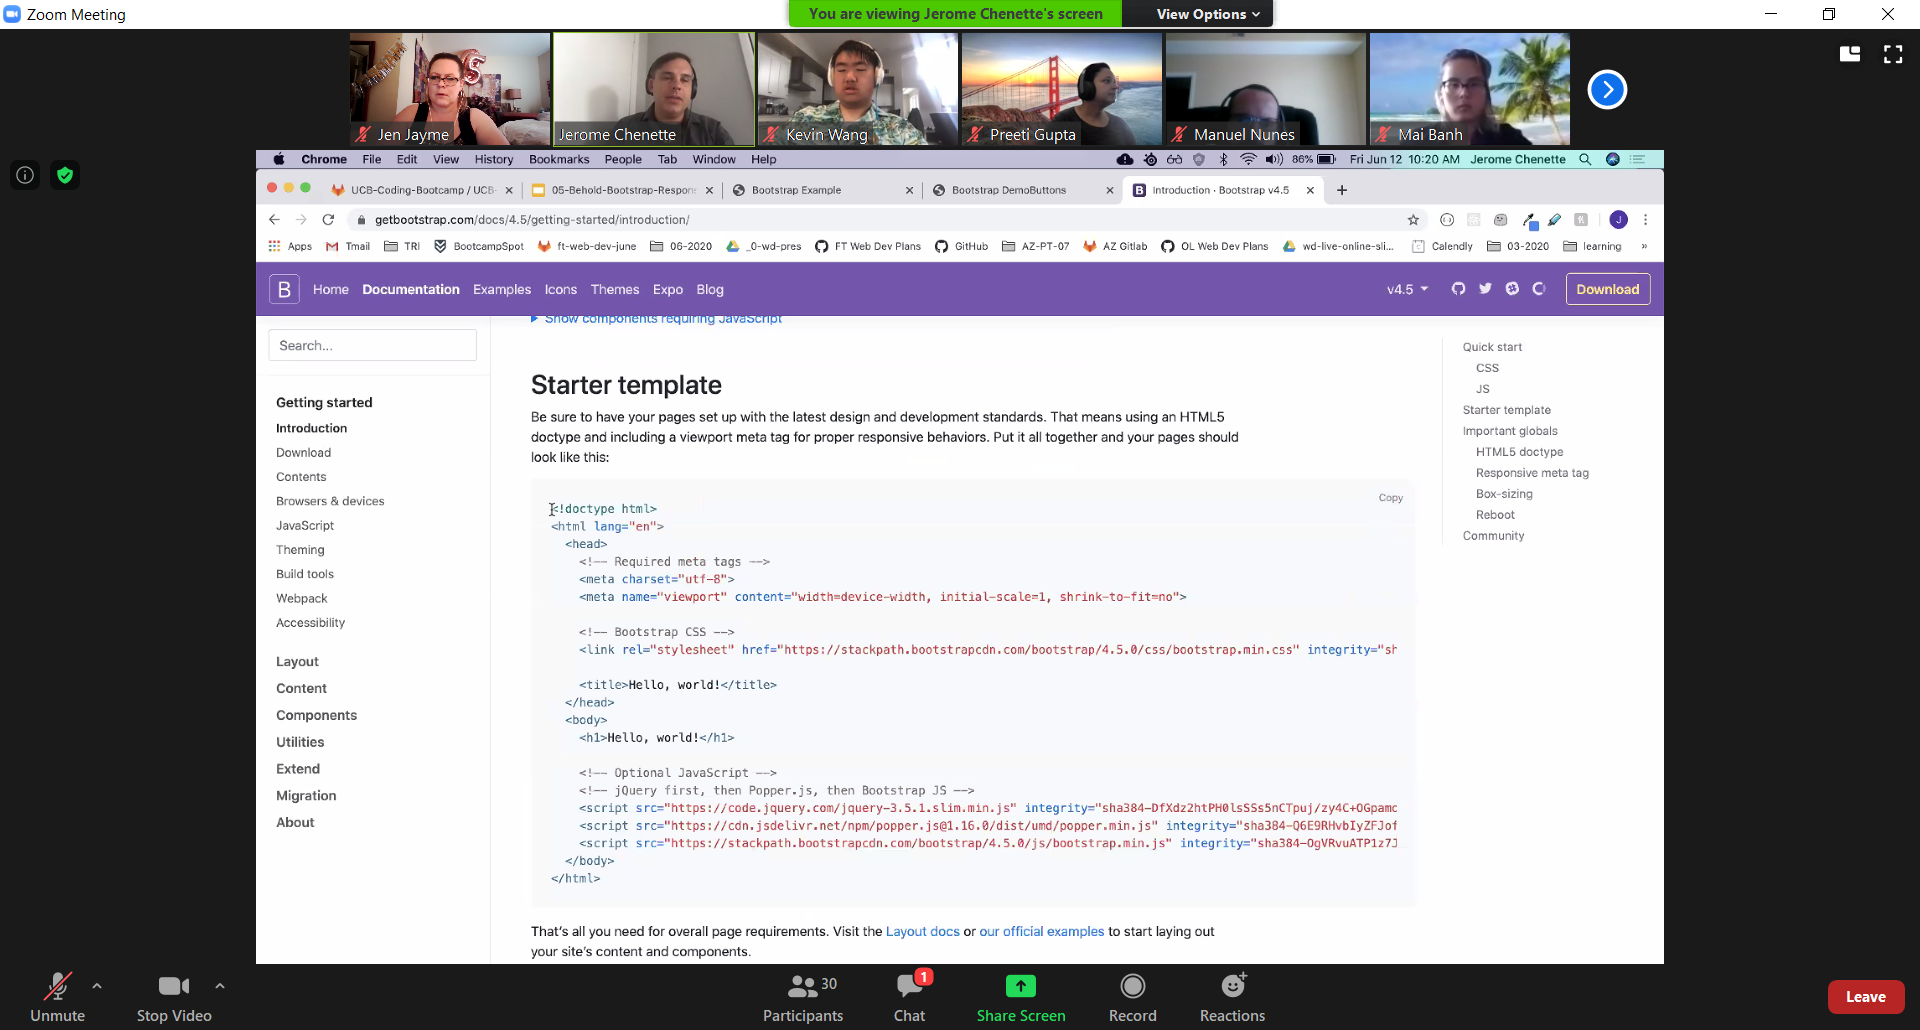 Zoom Meeting
You are viewing Jerome Chenette's screen
View Options
Jen Jayme
Jerome Chenette
Kevin Wang
Preeti Gupta
Manuel Nunes
Mai Banh
Chrome File Edit View History Bookmarks People Tab Window Help
86% Fri Jun 12 10:20 AM Jerome Chenette
UCB-Coding-Bootcamp / UCB-
05-Behold-Bootstrap-Respon
Bootstrap Example
Bootstrap DemoButtons
B Introduction · Bootstrap v4.5
getbootstrap.com/docs/4.5/getting-started/introduction/
J
Apps Tmail TRI BootcampSpot ft-web-dev-june 06-2020 _0-wd-pres FT Web Dev Plans GitHub AZ-PT-07 AZ Gitlab OL Web Dev Plans wd-live-online-sli... Calendly 03-2020 learning »
B Home Documentation Examples Icons Themes Expo Blog
v4.5
Download
Show components requiring JavaScript
Search...
Getting started
Introduction
Download
Contents
Browsers & devices
JavaScript
Theming
Build tools
Webpack
Accessibility
Layout
Content
Components
Utilities
Extend
Migration
About
Starter template
Be sure to have your pages set up with the latest design and development standards. That means using an HTML5
doctype and including a viewport meta tag for proper responsive behaviors. Put it all together and your pages should
look like this:
Copy
<!doctype html>
<html lang="en">
<head>
<!-- Required meta tags -->
<meta charset="utf-8">
<meta name="viewport" content="width=device-width, initial-scale=1, shrink-to-fit=no">
<!-- Bootstrap CSS -->
<link rel="stylesheet" href="https://stackpath.bootstrapcdn.com/bootstrap/4.5.0/css/bootstrap.min.css" integrity="sh
<title>Hello, world!</title>
</head>
<body>
<h1>Hello, world!</h1>
<!-- Optional JavaScript -->
<!-- jQuery first, then Popper.js, then Bootstrap JS -->
<script src="https://code.jquery.com/jquery-3.5.1.slim.min.js" integrity="sha384-DfXdz2htPH0lsSSs5nCTpuj/zy4C+OGpamo
<script src="https://cdn.jsdelivr.net/npm/popper.js@1.16.0/dist/umd/popper.min.js" integrity="sha384-Q6E9RHvbIyZFJof
<script src="https://stackpath.bootstrapcdn.com/bootstrap/4.5.0/js/bootstrap.min.js" integrity="sha384-OgVRvuATP1z7J
</body>
</html>
That's all you need for overall page requirements. Visit the Layout docs or our official examples to start laying out
your site's content and components.
Quick start
CSS
JS
Starter template
Important globals
HTML5 doctype
Responsive meta tag
Box-sizing
Reboot
Community
Unmute
Stop Video
30
Participants
1
Chat
Share Screen
Record
Reactions
Leave